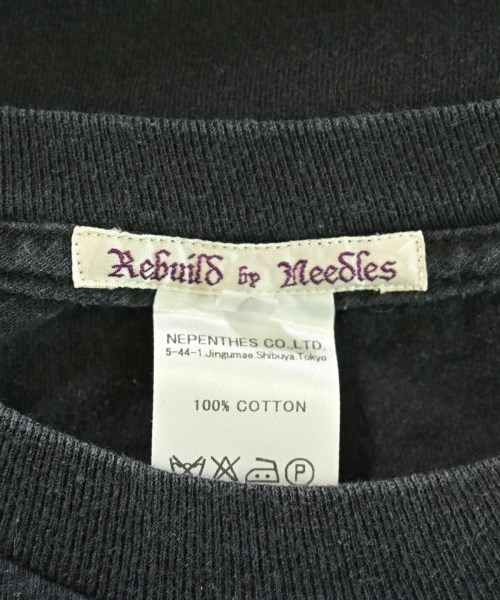 Rebuild by Needles
NEPENTHES CO.,LTD.
5-44-1.Jingumae.Shibuya.Tokyo
100% COTTON
P